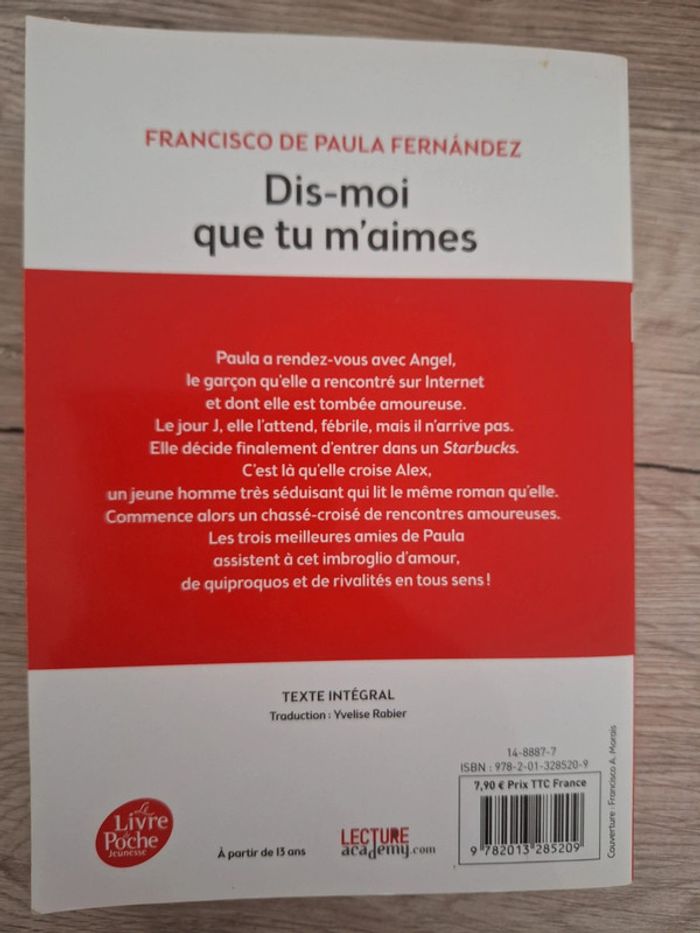 FRANCISCO DE PAULA FERNÁNDEZ
Dis-moi
que tu m'aimes
Paula a rendez-vous avec Angel,
le garçon qu'elle a rencontré sur Internet
et dont elle est tombée amoureuse.
Le jour J, elle l'attend, fébrile, mais il n'arrive pas.
Elle décide finalement d'entrer dans un Starbucks.
C'est là qu'elle croise Alex,
un jeune homme très séduisant qui lit le même roman qu'elle.
Commence alors un chassé-croisé de rencontres amoureuses.
Les trois meilleures amies de Paula
assistent à cet imbroglio d'amour,
de quiproquos et de rivalités en tous sens !
TEXTE INTÉGRAL
Traduction : Yvelise Rabier
14-8887-7
ISBN : 978-2-01-328520-9
7,90 € Prix TTC France
9 782013 285209
Couverture : Francisco A. Morais
Le
Livre
de
Poche
Jeunesse
À partir de 13 ans
LECTURE
academy.com